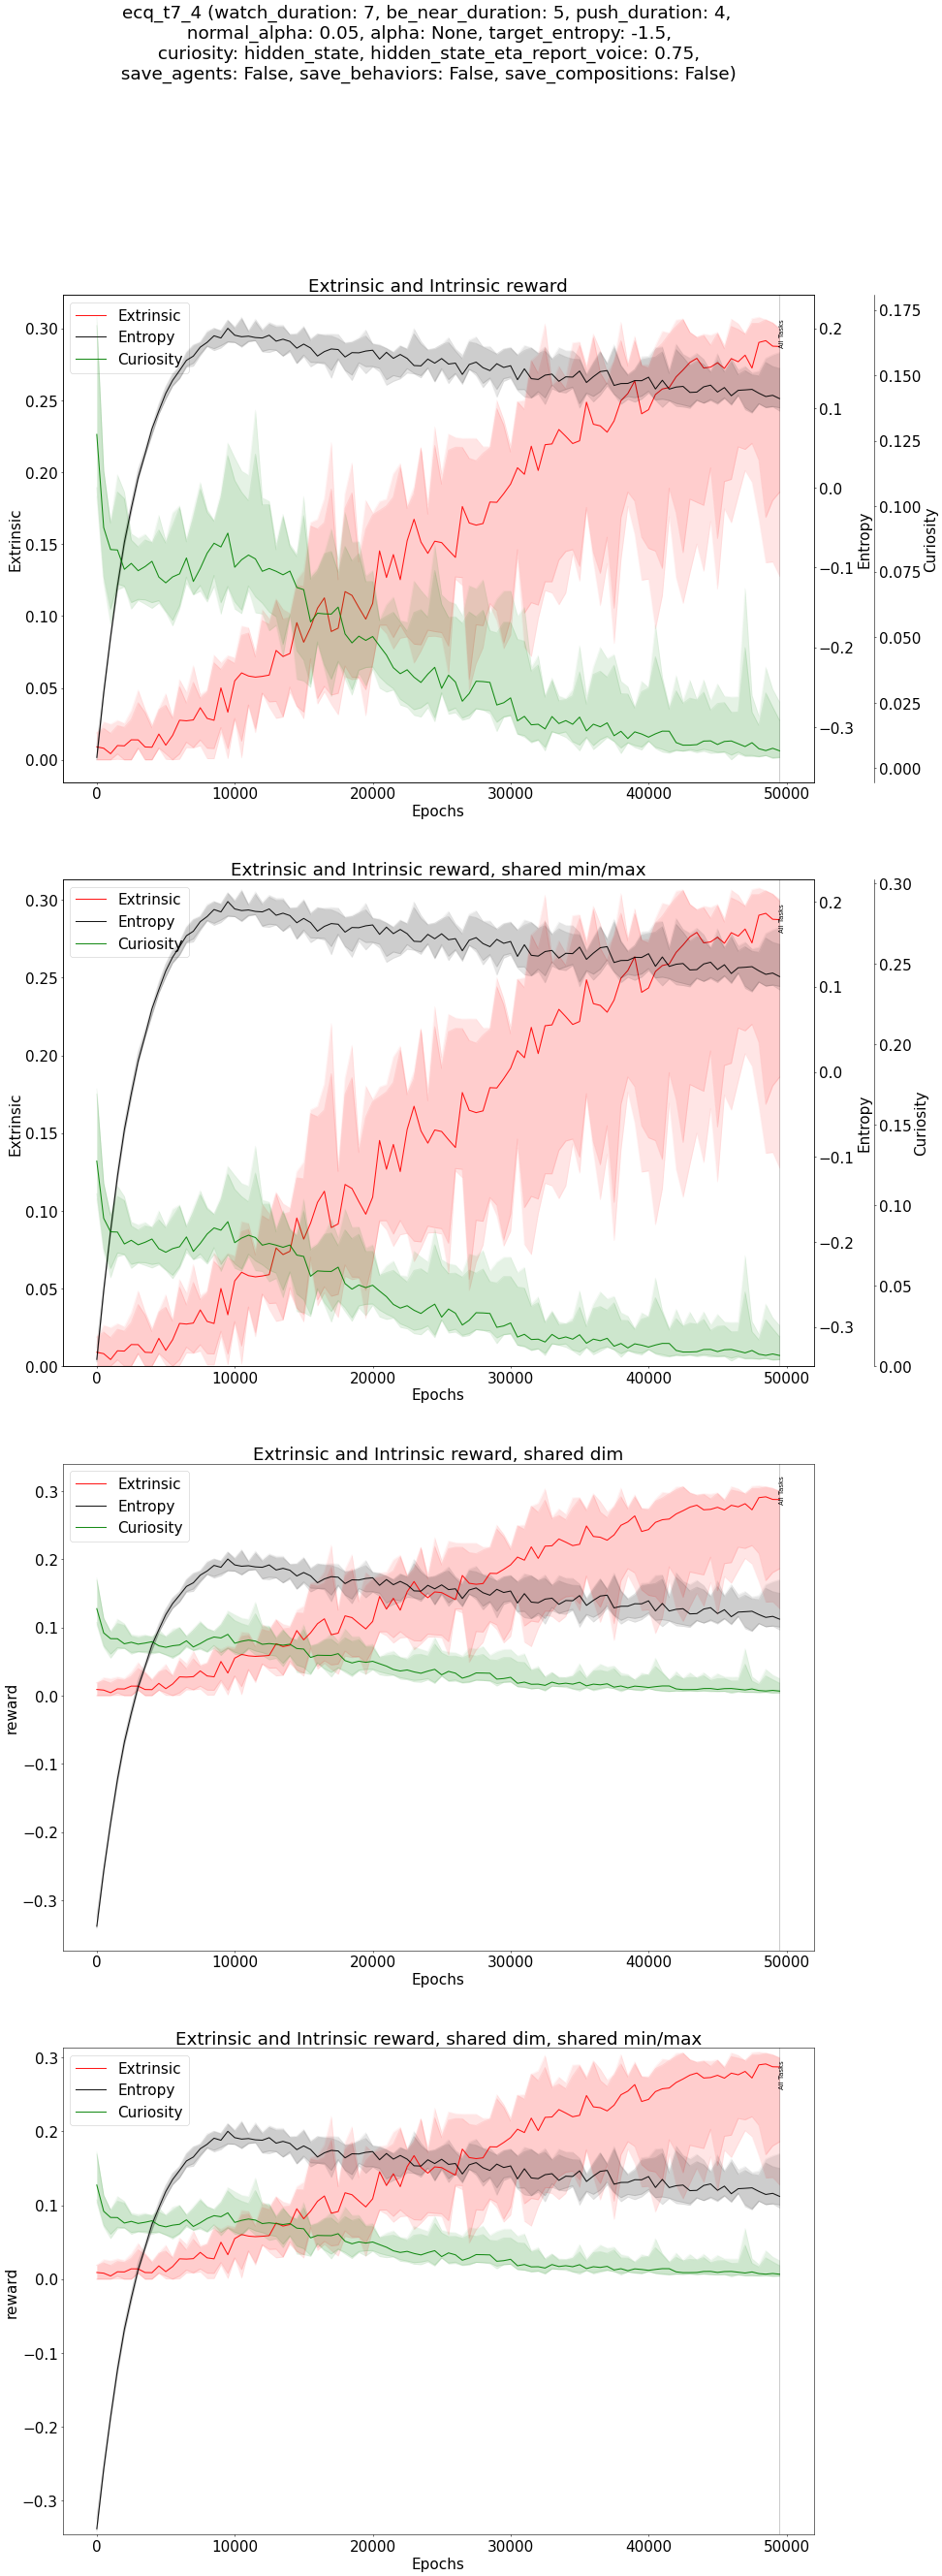 ecq_t7_4 (watch_duration: 7, be_near_duration: 5, push_duration: 4,
normal_alpha: 0.05, alpha: None, target_entropy: -1.5,
curiosity: hidden_state, hidden_state_eta_report_voice: 0.75,
save_agents: False, save_behaviors: False, save_compositions: False)
Extrinsic and Intrinsic reward
Extrinsic
Entropy
Curiosity
All Tasks
0.30
0.25
0.20
0.15
0.10
0.05
0.00
Extrinsic
0.2
0.1
0.0
−0.1
−0.2
−0.3
Entropy
0.175
0.150
0.125
0.100
0.075
0.050
0.025
0.000
Curiosity
0 10000 20000 30000 40000 50000
Epochs
Extrinsic and Intrinsic reward, shared min/max
Extrinsic
Entropy
Curiosity
All Tasks
0.30
0.25
0.20
0.15
0.10
0.05
0.00
Extrinsic
0.2
0.1
0.0
−0.1
−0.2
−0.3
Entropy
0.30
0.25
0.20
0.15
0.10
0.05
0.00
Curiosity
0 10000 20000 30000 40000 50000
Epochs
Extrinsic and Intrinsic reward, shared dim
Extrinsic
Entropy
Curiosity
All Tasks
0.3
0.2
0.1
0.0
−0.1
−0.2
−0.3
reward
0 10000 20000 30000 40000 50000
Epochs
Extrinsic and Intrinsic reward, shared dim, shared min/max
Extrinsic
Entropy
Curiosity
All Tasks
0.3
0.2
0.1
0.0
−0.1
−0.2
−0.3
reward
0 10000 20000 30000 40000 50000
Epochs